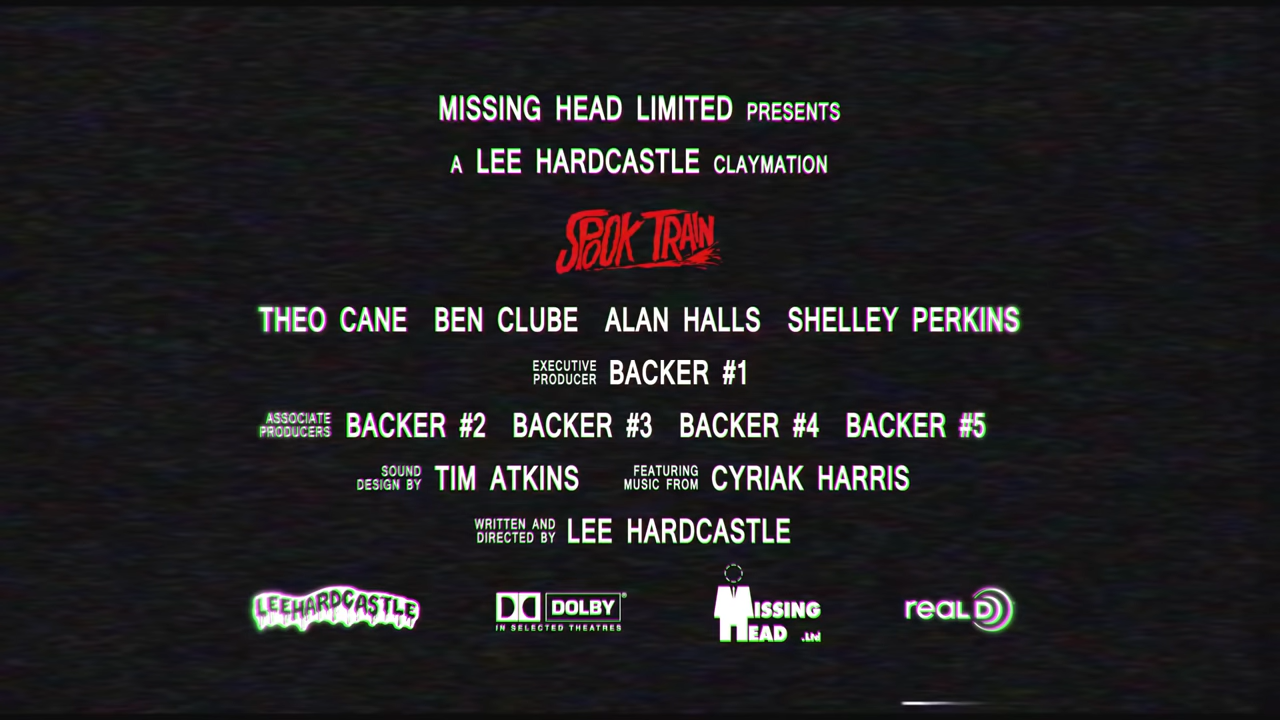 MISSING HEAD LIMITED PRESENTS
A LEE HARDCASTLE CLAYMATION
SPOOK TRAIN
THEO CANE BEN CLUBE ALAN HALLS SHELLEY PERKINS
EXECUTIVE PRODUCER BACKER #1
ASSOCIATE PRODUCERS BACKER #2 BACKER #3 BACKER #4 BACKER #5
SOUND DESIGN BY TIM ATKINS FEATURING MUSIC FROM CYRIAK HARRIS
WRITTEN AND DIRECTED BY LEE HARDCASTLE
LEEHARDCASTLE DOLBY® IN SELECTED THEATRES MISSING HEAD .Ltd REAL D